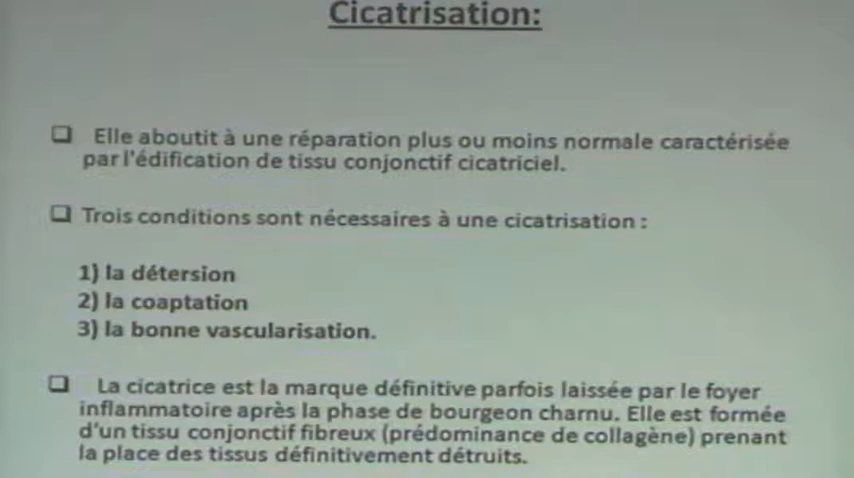 Cicatrisation:
❑ Elle aboutit à une réparation plus ou moins normale caractérisée
par l'édification de tissu conjonctif cicatriciel.
❑ Trois conditions sont nécessaires à une cicatrisation :
1) la détersion
2) la coaptation
3) la bonne vascularisation.
❑ La cicatrice est la marque définitive parfois laissée par le foyer
inflammatoire après la phase de bourgeon charnu. Elle est formée
d'un tissu conjonctif fibreux (prédominance de collagène) prenant
la place des tissus définitivement détruits.